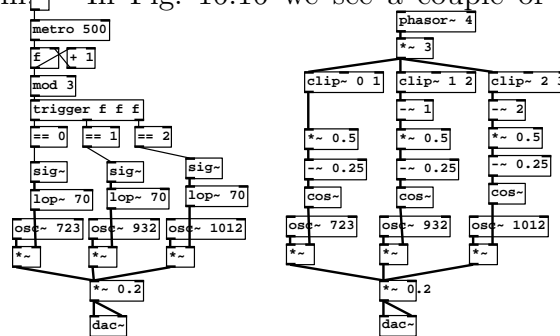 In Fig. 10.10 we see a couple of
metro 500
f + 1
mod 3
trigger f f f
== 0 == 1 == 2
sig~ sig~ sig~
lop~ 70 lop~ 70 lop~ 70
osc~ 723 osc~ 932 osc~ 1012
*~ *~ *~
*~ 0.2
dac~
phasor~ 4
*~ 3
clip~ 0 1 clip~ 1 2 clip~ 2
-~ 1 -~ 2
*~ 0.5 *~ 0.5 *~ 0.5
-~ 0.25 -~ 0.25 -~ 0.25
cos~ cos~ cos~
osc~ 723 osc~ 932 osc~ 1012
*~ *~ *~
*~ 0.2
dac~